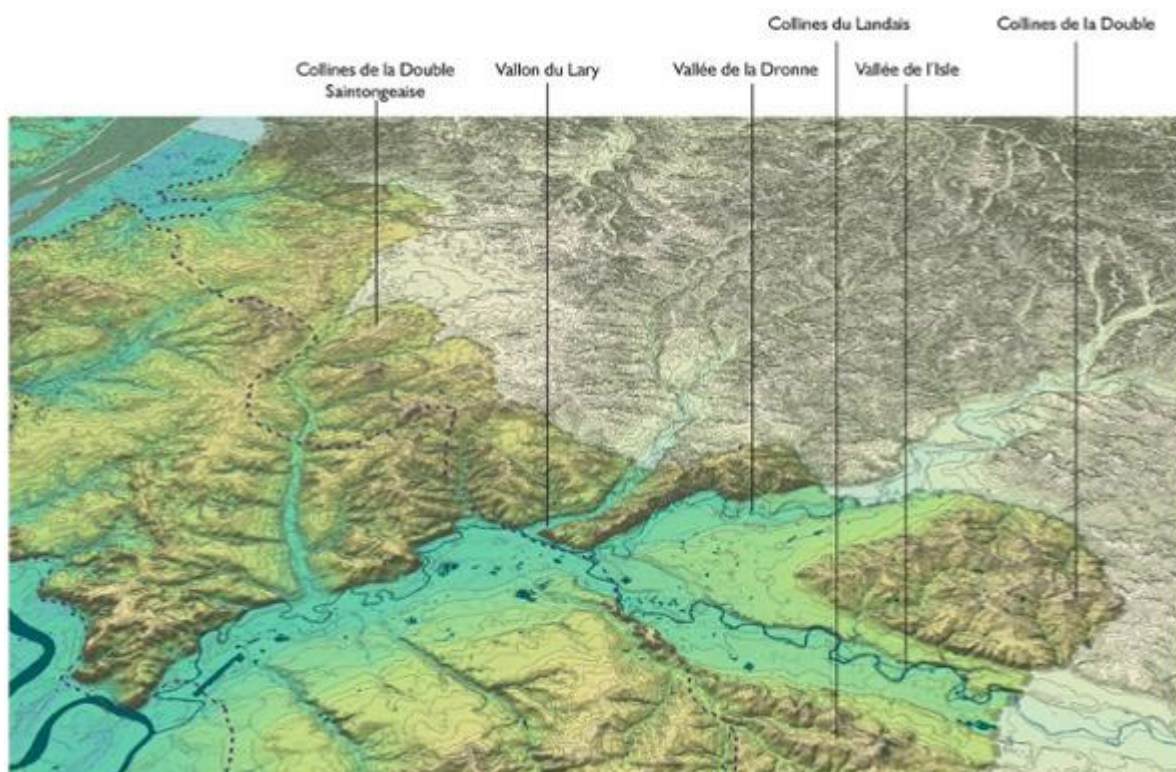 Collines du Landais
Collines de la Double
Collines de la Double
Saintongeaise
Vallon du Lary
Vallée de la Dronne
Vallée de l'Isle